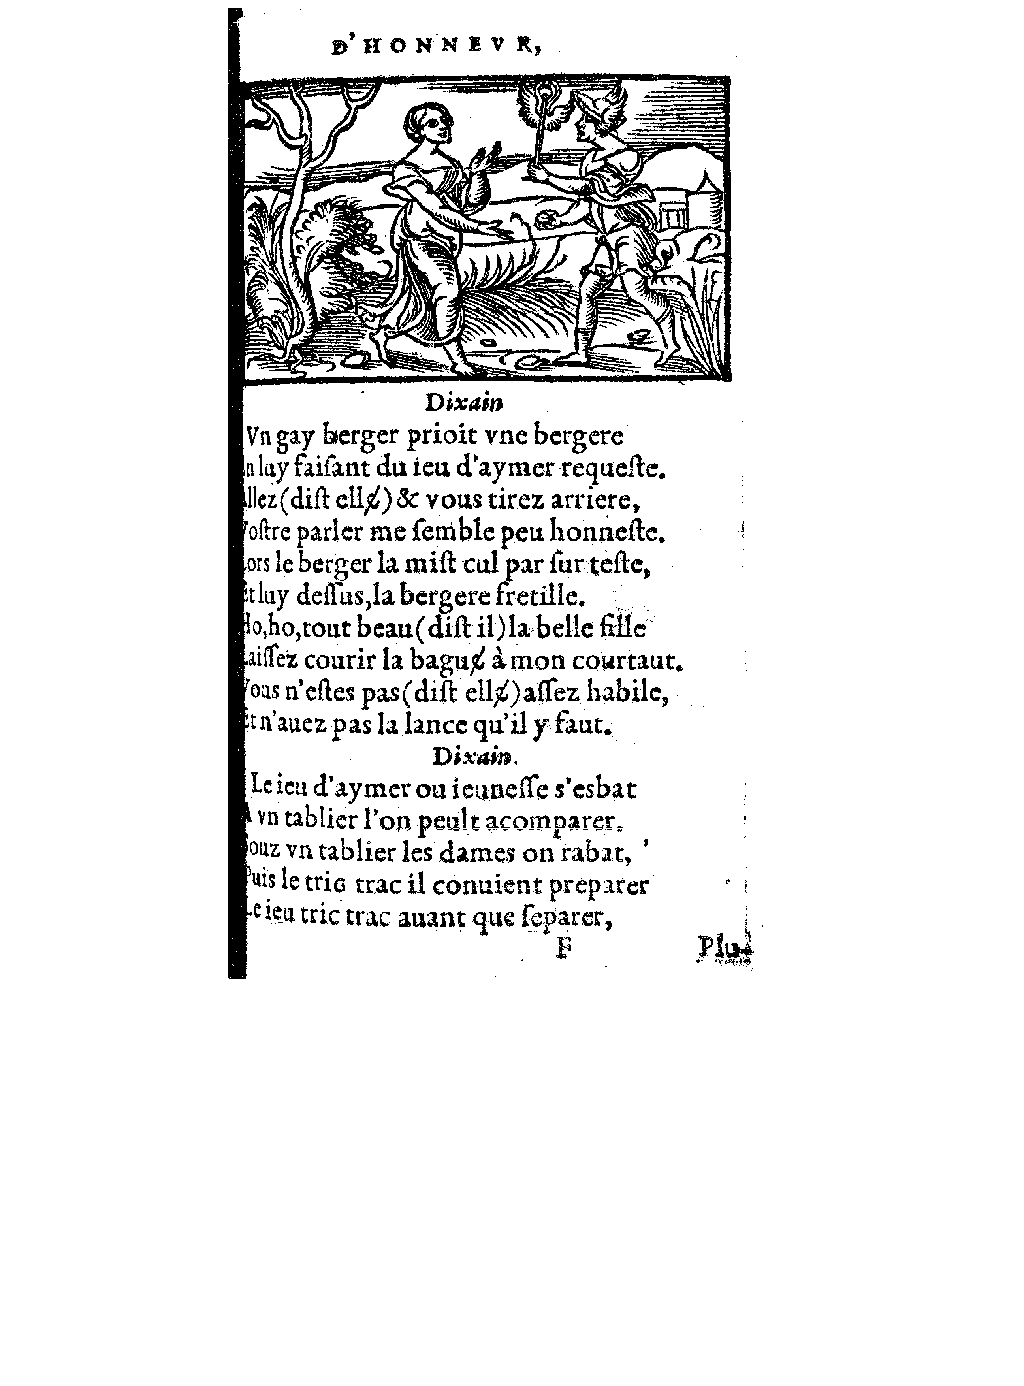 D'HONNEVR,
Dixain
Vn gay berger prioit vne bergere
n luy faiſant du ieu d'aymer requeſte.
llez (diſt ellɇ) & vous tirez arriere,
oſtre parler me ſemble peu honneſte.
ors le berger la miſt cul par ſur teſte,
t luy deſſus, la bergere fretille.
o, ho, tout beau (diſt il) la belle fille
aiſſez courir la baguɇ à mon courtaut.
ous n'eſtes pas (diſt ellɇ) aſſez habile,
t n'auez pas la lance qu'il y faut.
Dixain.
Le ieu d'aymer ou ieuneſſe s'esbat
A vn tablier l'on peult acomparer.
ouz vn tablier les dames on rabat,
Puis le tric trac il conuient preparer
Le ieu tric trac auant que ſeparer,
F Plu-